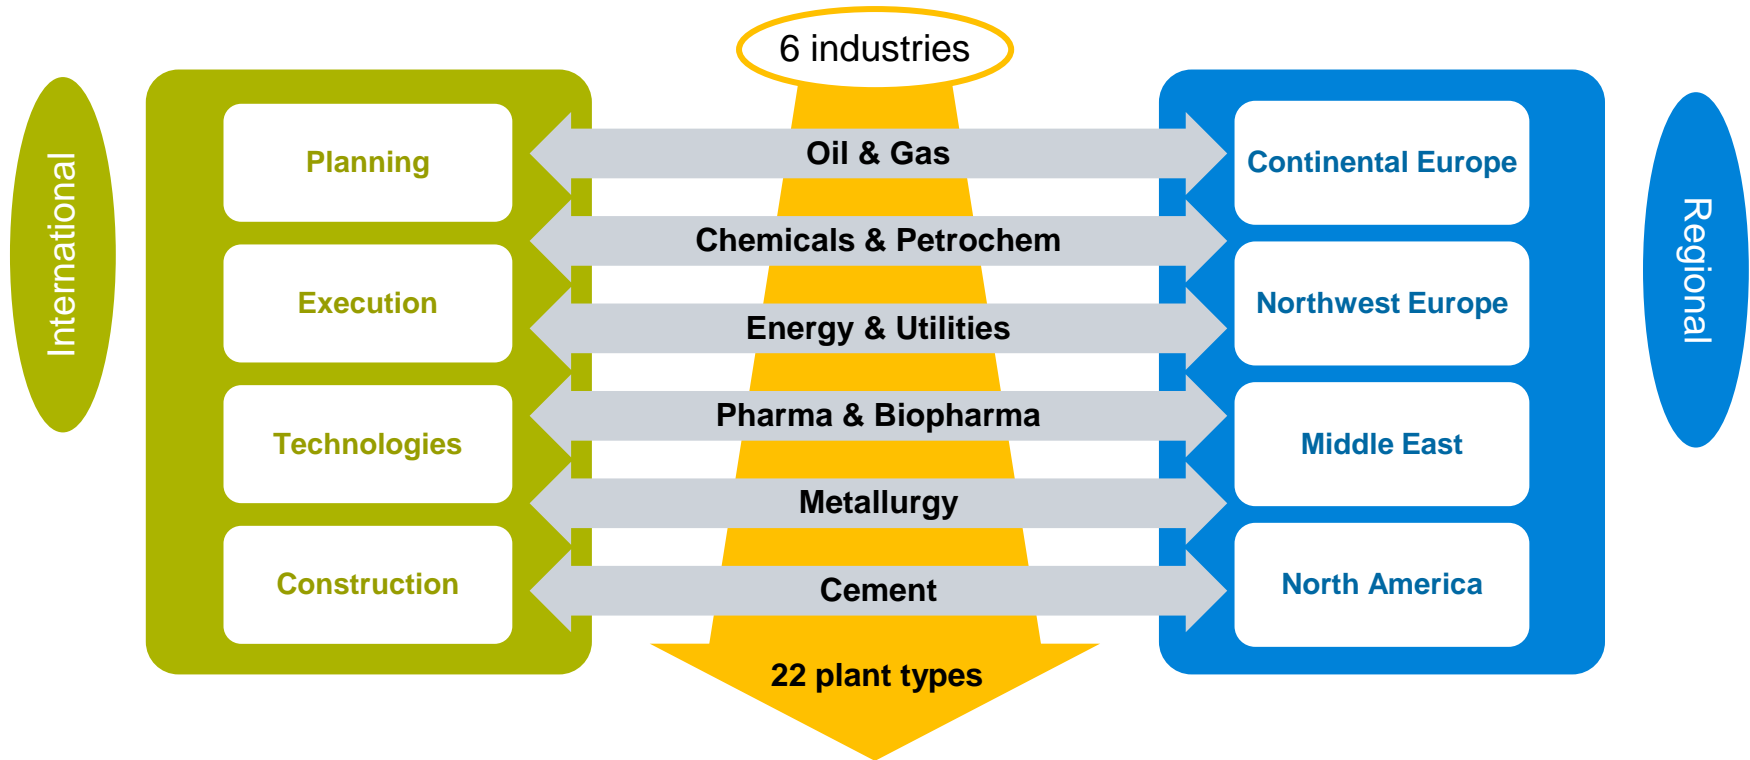 6 industries
International
Planning
Execution
Technologies
Construction
Oil & Gas
Chemicals & Petrochem
Energy & Utilities
Pharma & Biopharma
Metallurgy
Cement
22 plant types
Continental Europe
Northwest Europe
Middle East
North America
Regional